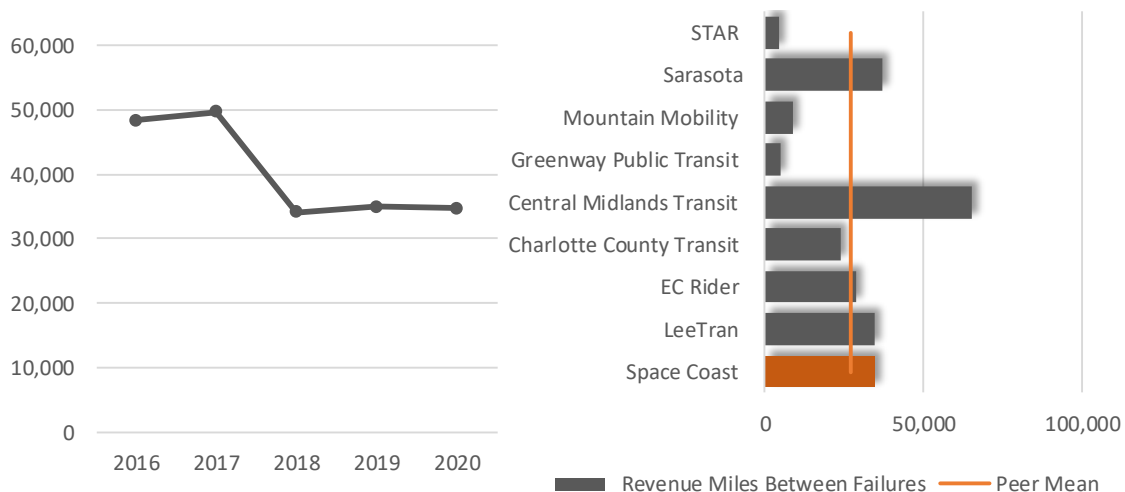 60,000
50,000
40,000
30,000
20,000
10,000
0
2016 2017 2018 2019 2020
STAR
Sarasota
Mountain Mobility
Greenway Public Transit
Central Midlands Transit
Charlotte County Transit
EC Rider
LeeTran
Space Coast
0 50,000 100,000
Revenue Miles Between Failures Peer Mean